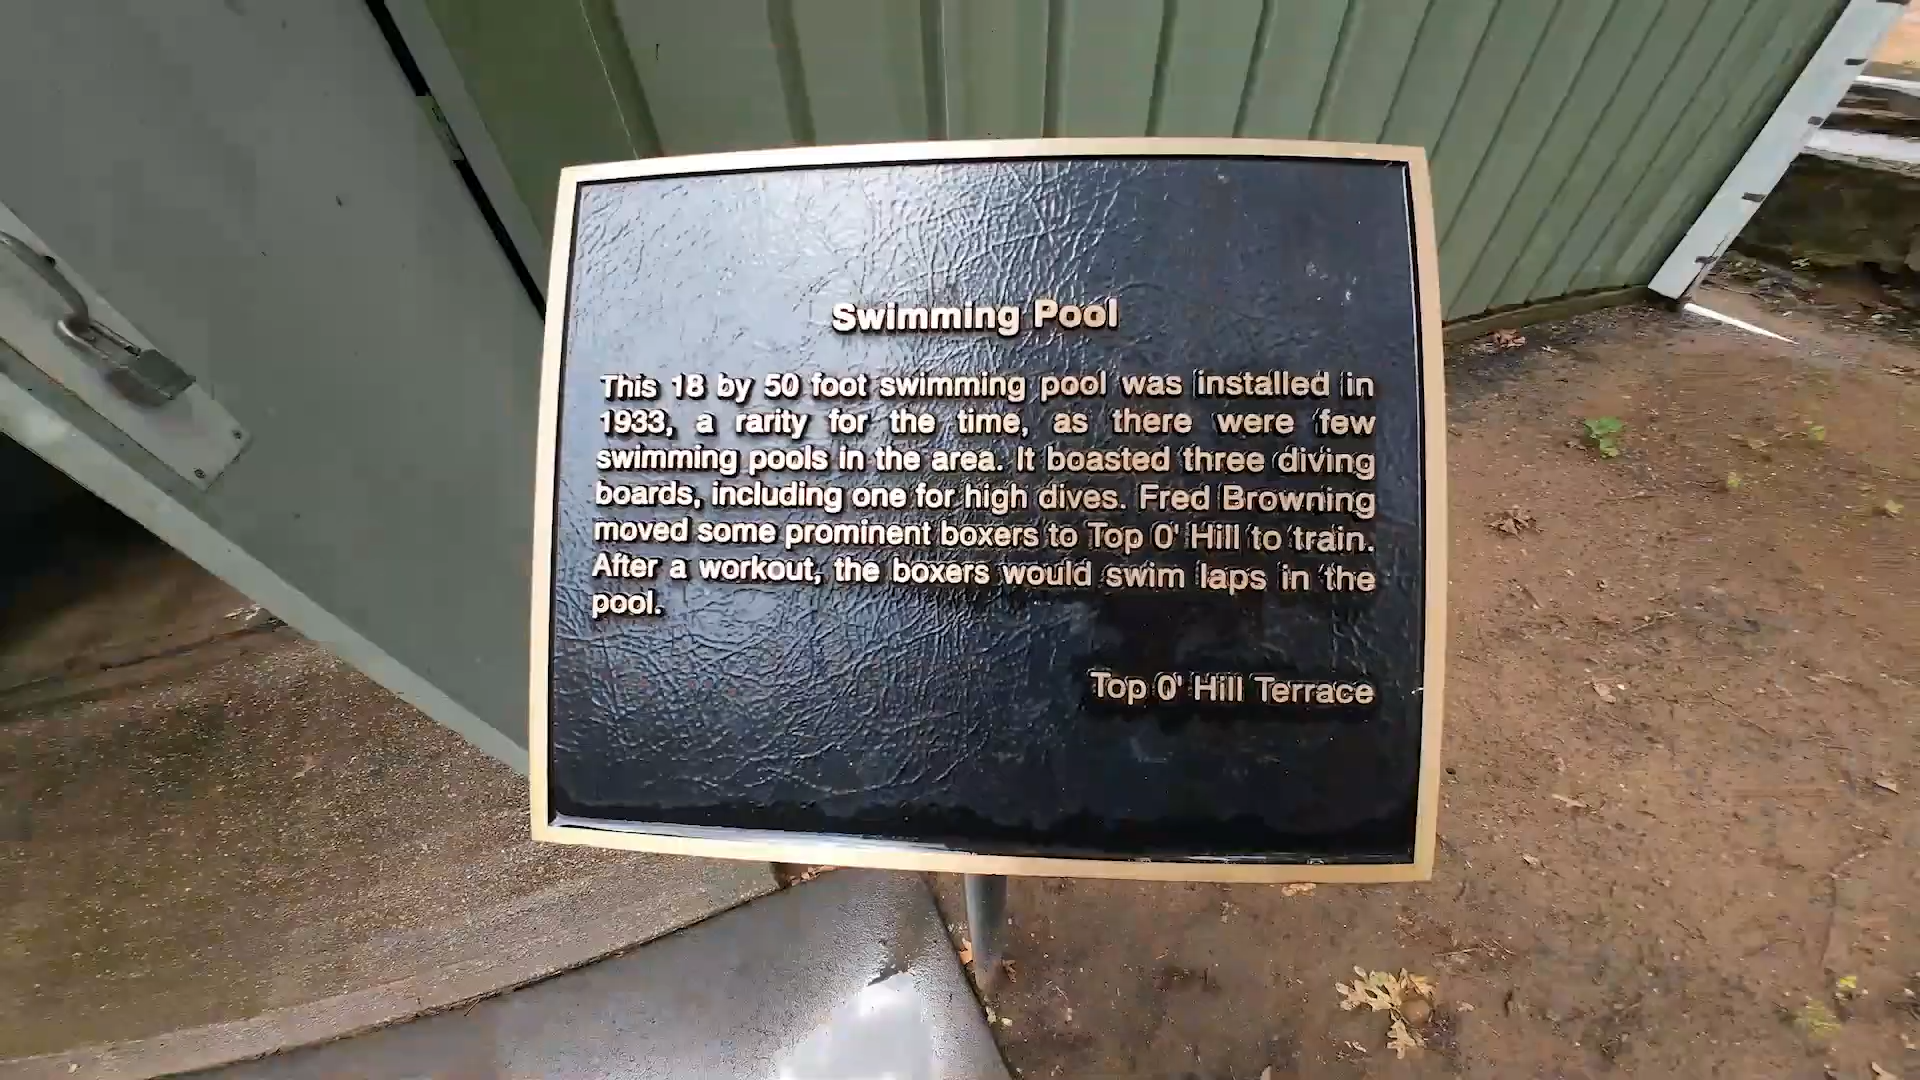 Swimming Pool
This 18 by 50 foot swimming pool was installed in
1933, a rarity for the time, as there were few
swimming pools in the area. It boasted three diving
boards, including one for high dives. Fred Browning
moved some prominent boxers to Top O' Hill to train.
After a workout, the boxers would swim laps in the
pool.
Top O' Hill Terrace